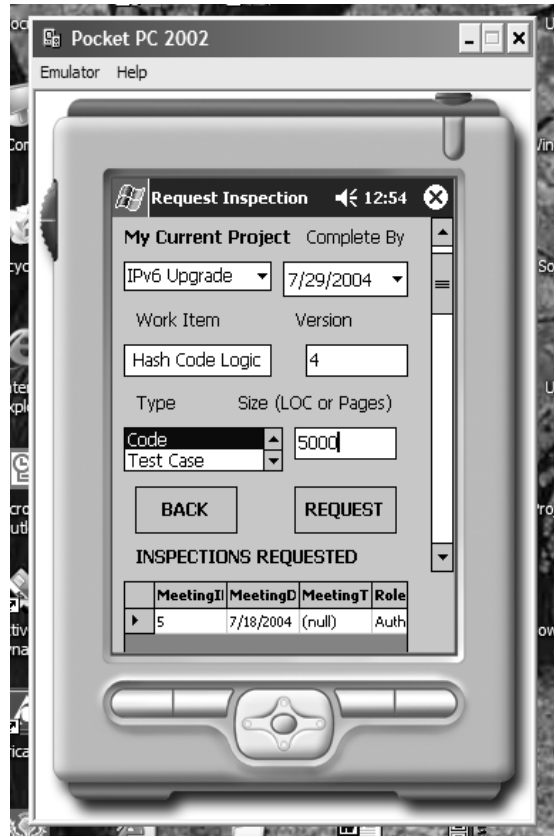 Pocket PC 2002
Emulator Help
Request Inspection 12:54
My Current Project Complete By
IPv6 Upgrade 7/29/2004
Work Item Version
Hash Code Logic 4
Type Size (LOC or Pages)
Code 5000
Test Case
BACK REQUEST
INSPECTIONS REQUESTED
MeetingI MeetingD MeetingT Role
5 7/18/2004 (null) Auth